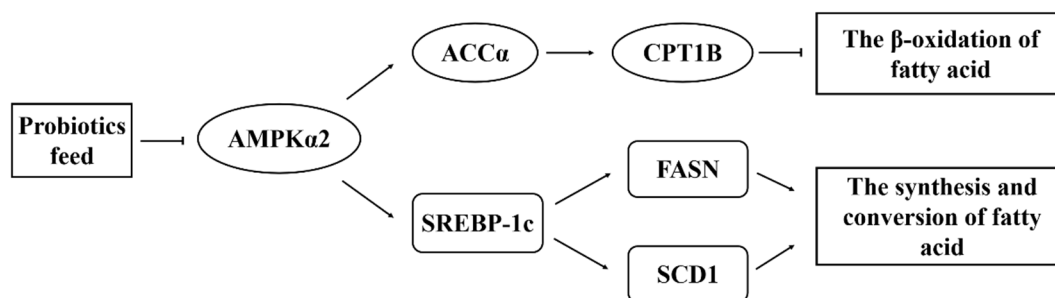 Probiotics
feed
AMPKα2
ACCα
CPT1B
The β-oxidation of
fatty acid
SREBP-1c
FASN
SCD1
The synthesis and
conversion of fatty
acid